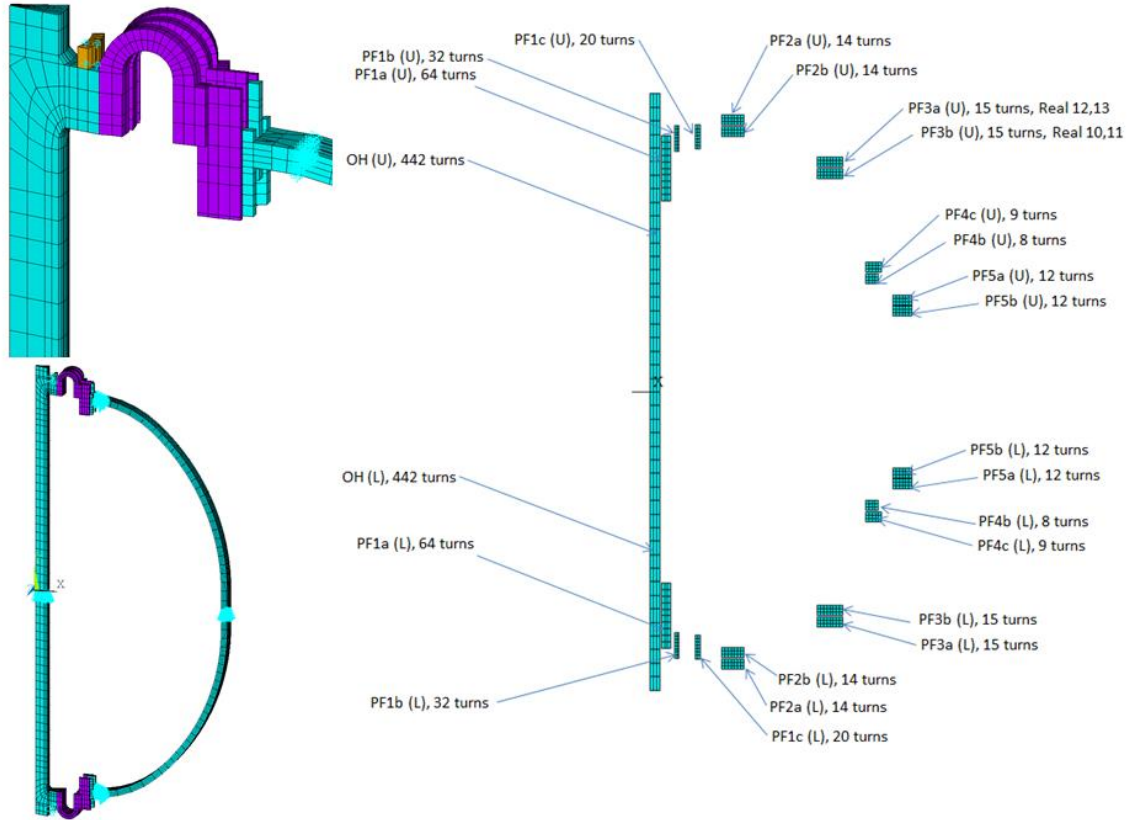 PF1c (U), 20 turns
PF2a (U), 14 turns
PF1b (U), 32 turns
PF1a (U), 64 turns
PF2b (U), 14 turns
PF3a (U), 15 turns, Real 12,13
PF3b (U), 15 turns, Real 10,11
OH (U), 442 turns
PF4c (U), 9 turns
PF4b (U), 8 turns
PF5a (U), 12 turns
PF5b (U), 12 turns
X
PF5b (L), 12 turns
PF5a (L), 12 turns
OH (L), 442 turns
PF4b (L), 8 turns
PF4c (L), 9 turns
PF1a (L), 64 turns
X
PF3b (L), 15 turns
PF3a (L), 15 turns
PF2b (L), 14 turns
PF1b (L), 32 turns
PF2a (L), 14 turns
PF1c (L), 20 turns